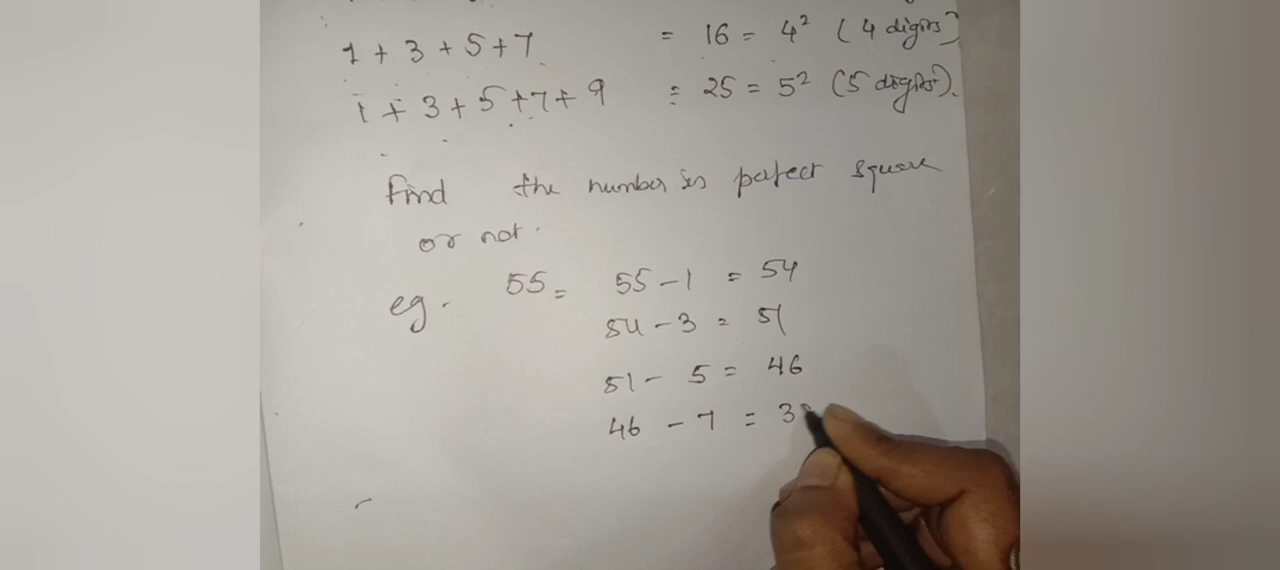 1 + 3 + 5 + 7 = 16 = 4² (4 digits)
1 + 3 + 5 + 7 + 9 = 25 = 5² (5 digits).
Find the number is perfect square
or not.
eg. 55 = 55 - 1 = 54
54 - 3 = 51
51 - 5 = 46
46 - 7 = 3